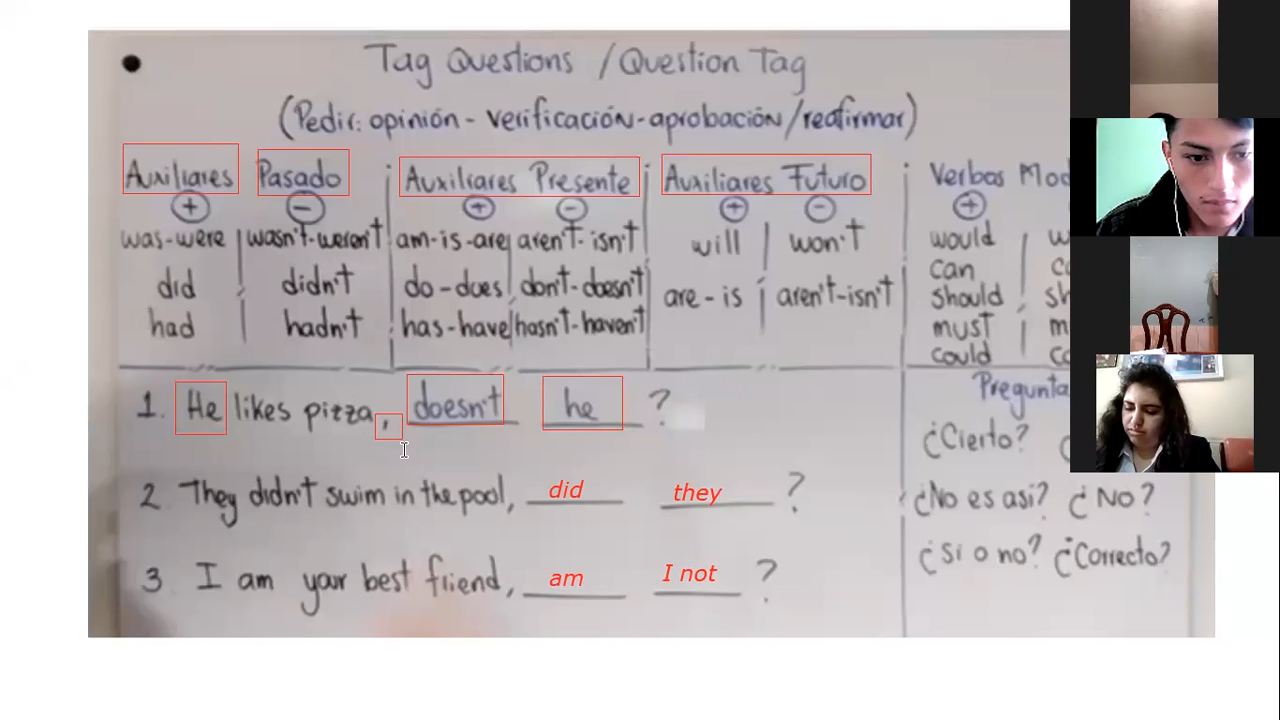 Tag Questions / Question Tag
(Pedir: opinión - verificación - aprobación / reafirmar)
Auxiliares Pasado Auxiliares Presente Auxiliares Futuro Verbos
+ - + - + - +
was-were wasn't-weren't am-is-are aren't-isn't will won't would
did didn't do-does don't-doesn't are-is aren't-isn't can
should
had hadn't has-have hasn't-haven't must
could
1. He likes pizza, doesn't he ?
¿Cierto?
2. They didn't swim in the pool, did they ?
¿No es así? ¿No?
3. I am your best friend, am I not ?
¿Si o no? ¿Correcto?